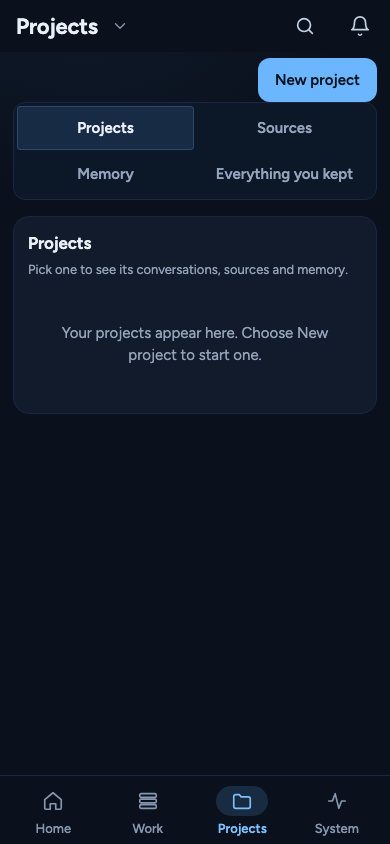 Projects
New project
Projects
Sources
Memory
Everything you kept
Projects
Pick one to see its conversations, sources and memory.
Your projects appear here. Choose New
project to start one.
Home
Work
Projects
System